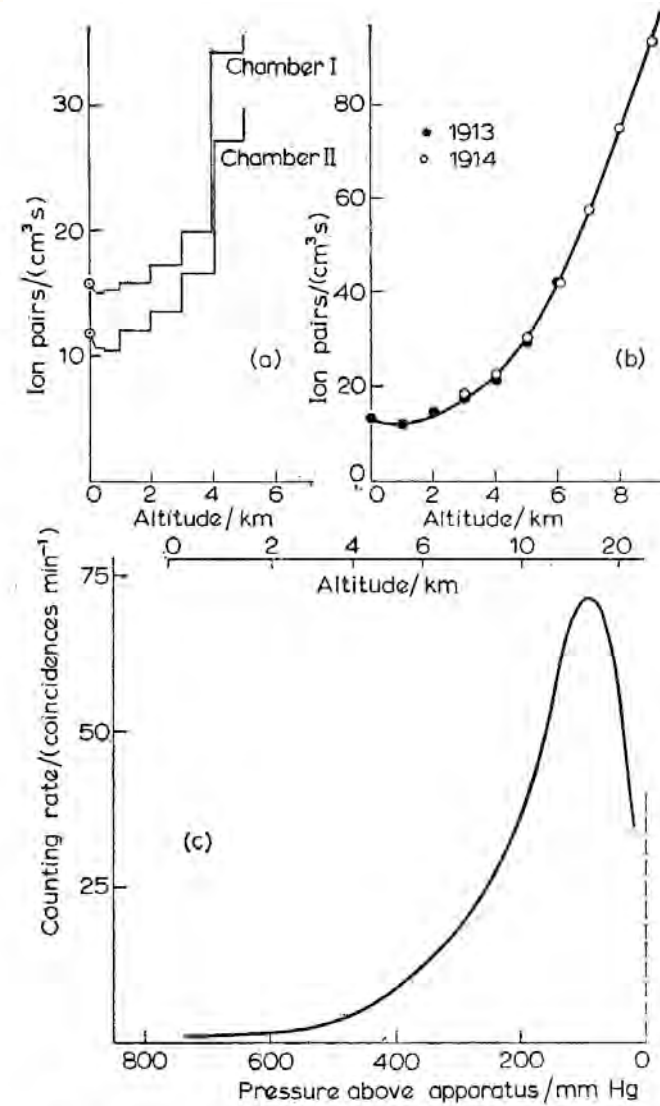 Ion pairs/(cm³s)
30
20
10
Chamber I
Chamber II
(a)
0 2 4 6
Altitude/km
Ion pairs/(cm³s)
80
60
40
20
0
1913
1914
(b)
0 2 4 6 8
Altitude/km
0 2 4 6 10 20
Altitude/km
Counting rate/(coincidences min⁻¹)
75
50
25
(c)
800 600 400 200 0
Pressure above apparatus/mm Hg